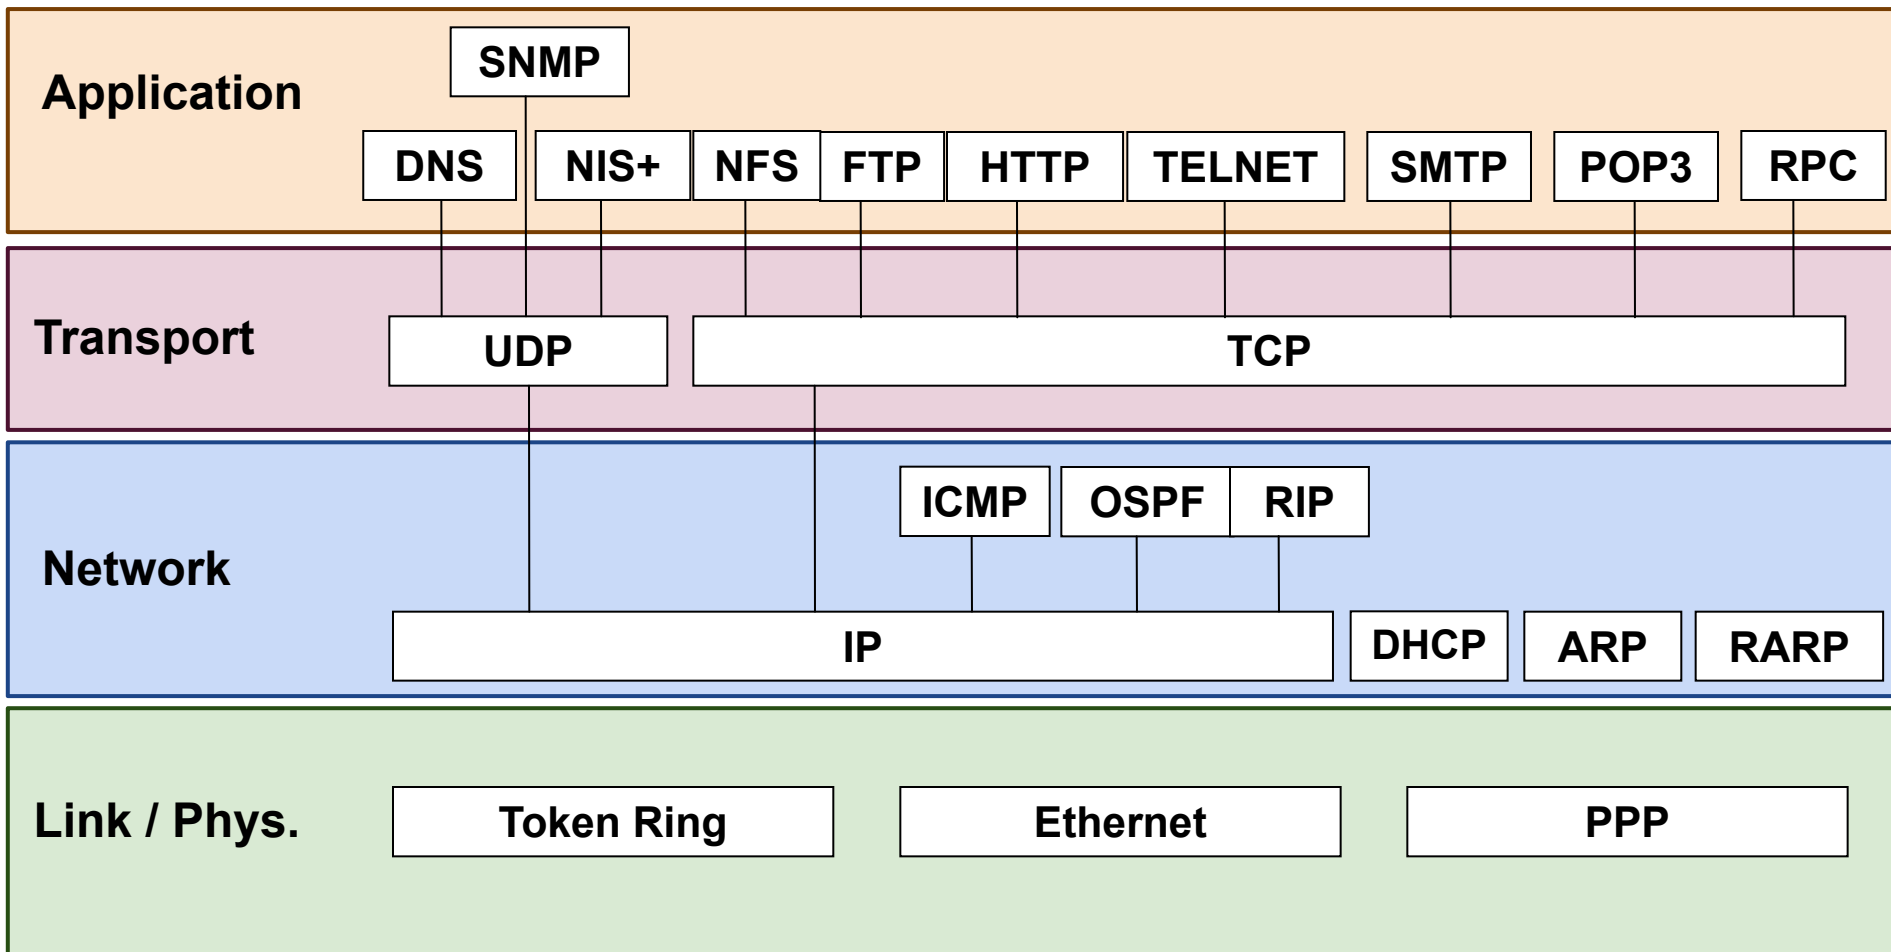 Application
SNMP
DNS
NIS+
NFS
FTP
HTTP
TELNET
SMTP
POP3
RPC
Transport
UDP
TCP
Network
ICMP
OSPF
RIP
IP
DHCP
ARP
RARP
Link / Phys.
Token Ring
Ethernet
PPP